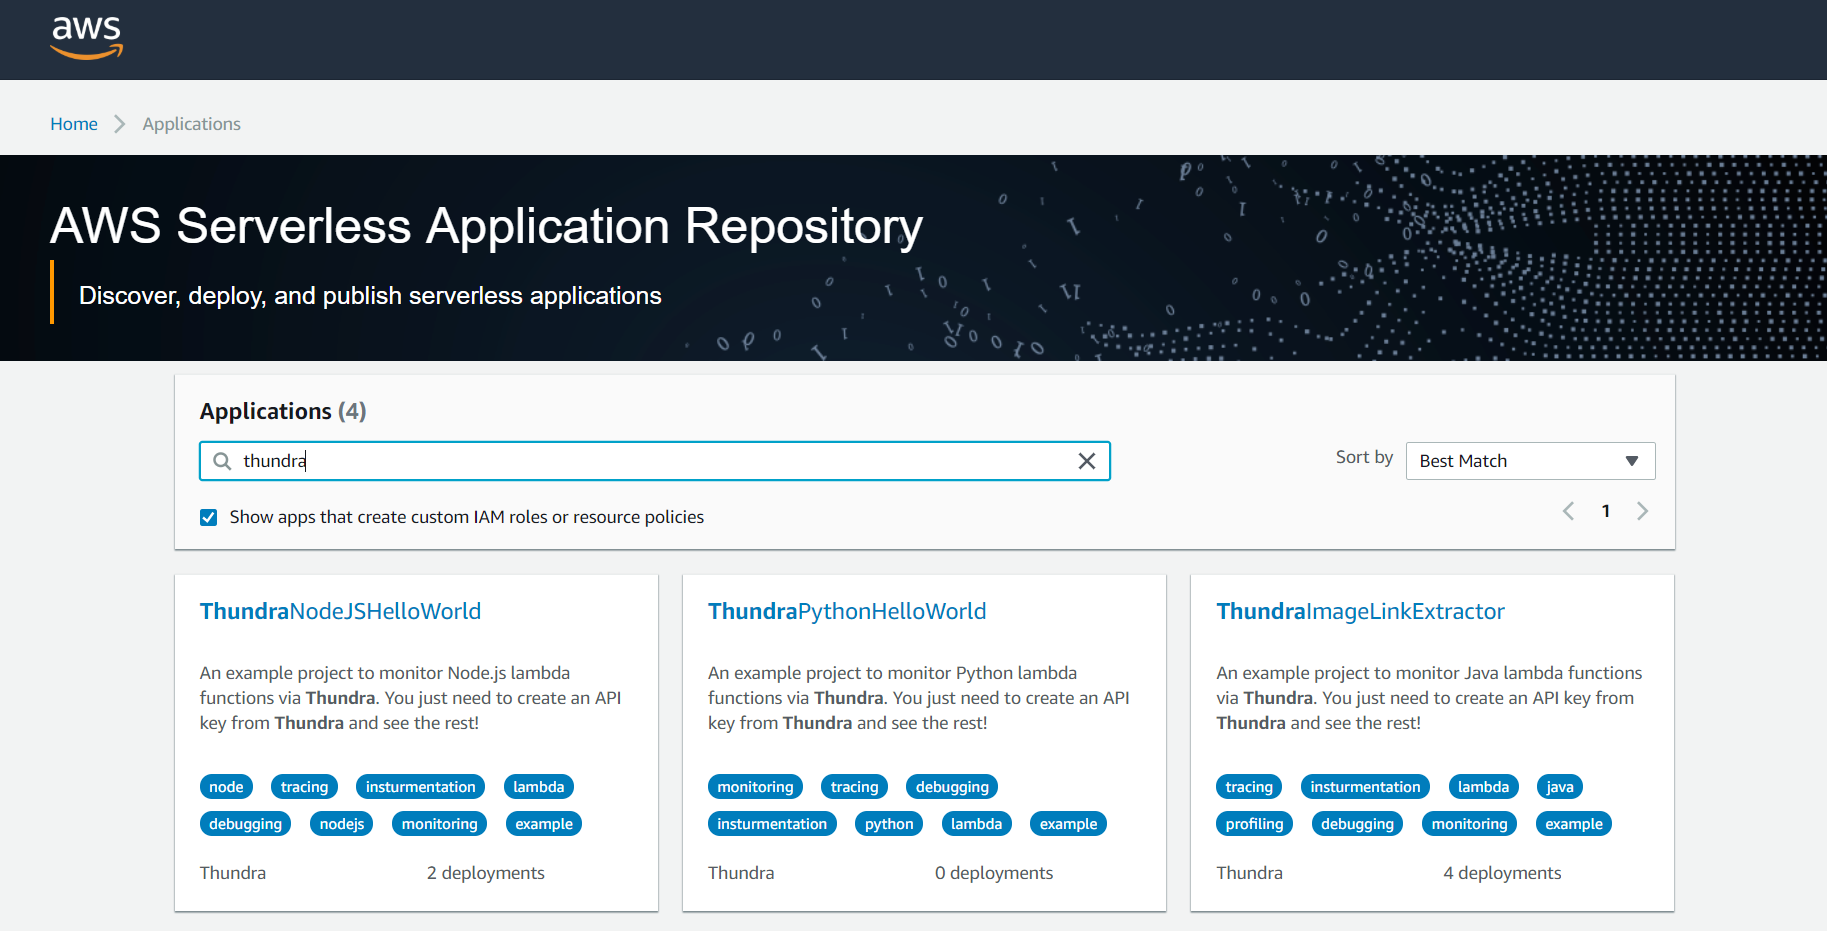 aws
Home Applications
AWS Serverless Application Repository
Discover, deploy, and publish serverless applications
Applications (4)
thundra
Sort by Best Match
Show apps that create custom IAM roles or resource policies
1
ThundraNodeJSHelloWorld
An example project to monitor Node.js lambda
functions via Thundra. You just need to create an API
key from Thundra and see the rest!
node tracing insturmentation lambda
debugging nodejs monitoring example
Thundra 2 deployments
ThundraPythonHelloWorld
An example project to monitor Python lambda
functions via Thundra. You just need to create an API
key from Thundra and see the rest!
monitoring tracing debugging
insturmentation python lambda example
Thundra 0 deployments
ThundraImageLinkExtractor
An example project to monitor Java lambda functions
via Thundra. You just need to create an API key from
Thundra and see the rest!
tracing insturmentation lambda java
profiling debugging monitoring example
Thundra 4 deployments